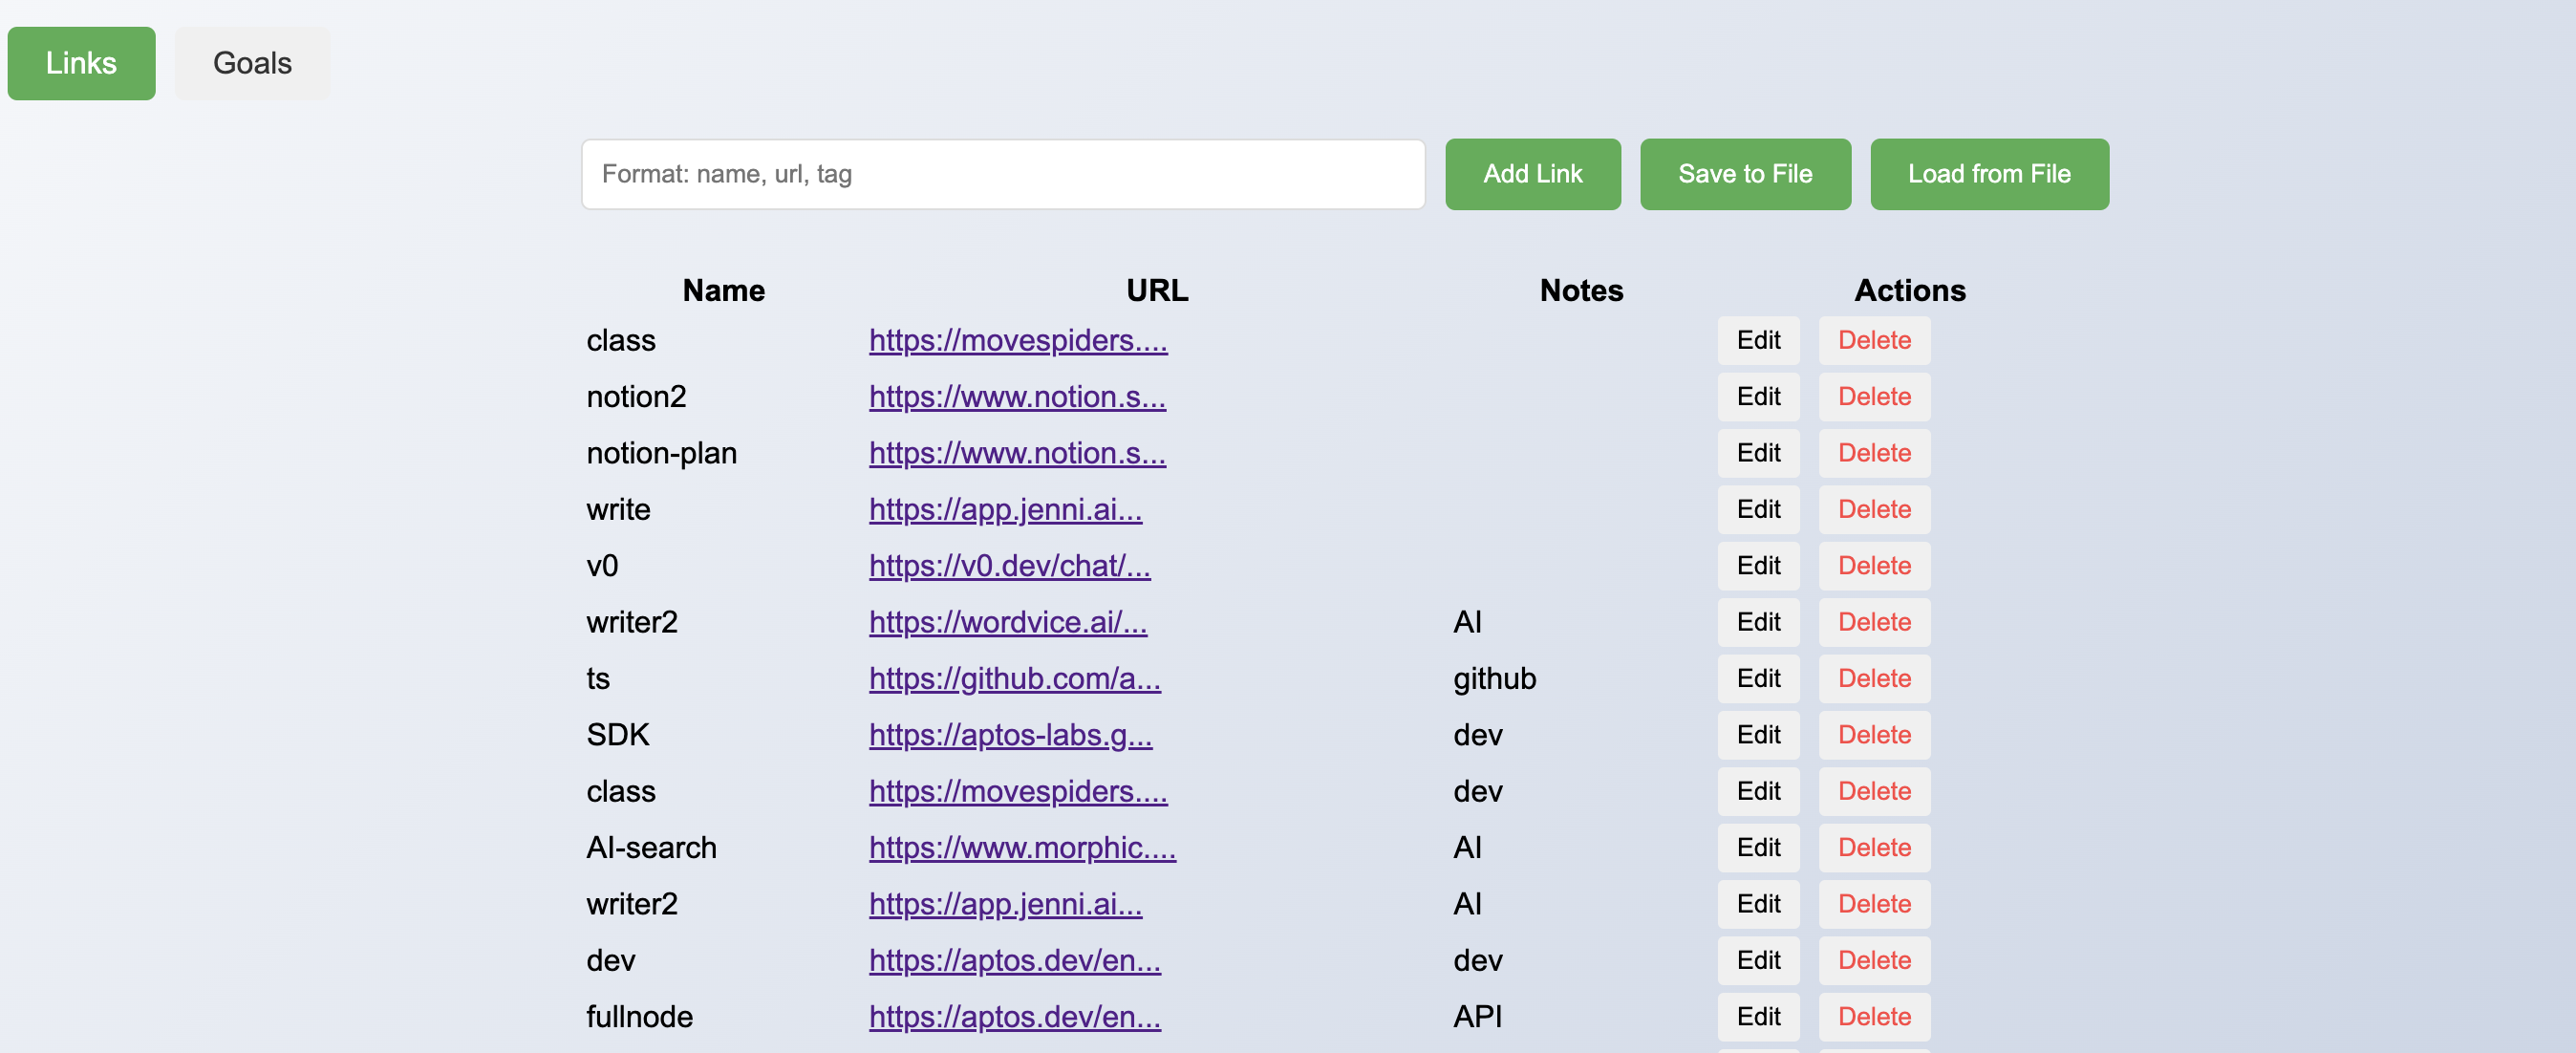 Links Goals
Format: name, url, tag Add Link Save to File Load from File
Name URL Notes Actions
class https://movespiders.... Edit Delete
notion2 https://www.notion.s... Edit Delete
notion-plan https://www.notion.s... Edit Delete
write https://app.jenni.ai... Edit Delete
v0 https://v0.dev/chat/... Edit Delete
writer2 https://wordvice.ai/... AI Edit Delete
ts https://github.com/a... github Edit Delete
SDK https://aptos-labs.g... dev Edit Delete
class https://movespiders.... dev Edit Delete
AI-search https://www.morphic.... AI Edit Delete
writer2 https://app.jenni.ai... AI Edit Delete
dev https://aptos.dev/en... dev Edit Delete
fullnode https://aptos.dev/en... API Edit Delete